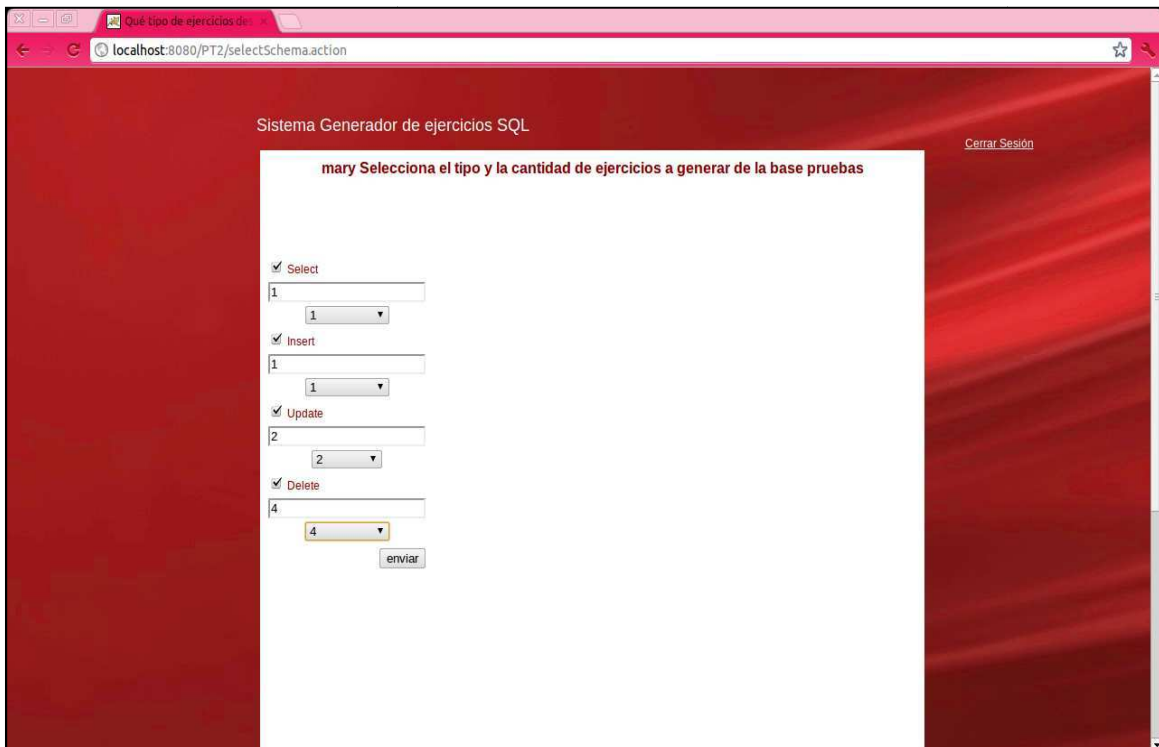 Qué tipo de ejercicios des
localhost:8080/PT2/selectSchema.action
Sistema Generador de ejercicios SQL
Cerrar Sesión
mary Selecciona el tipo y la cantidad de ejercicios a generar de la base pruebas
Select
1
1
Insert
1
1
Update
2
2
Delete
4
4
enviar